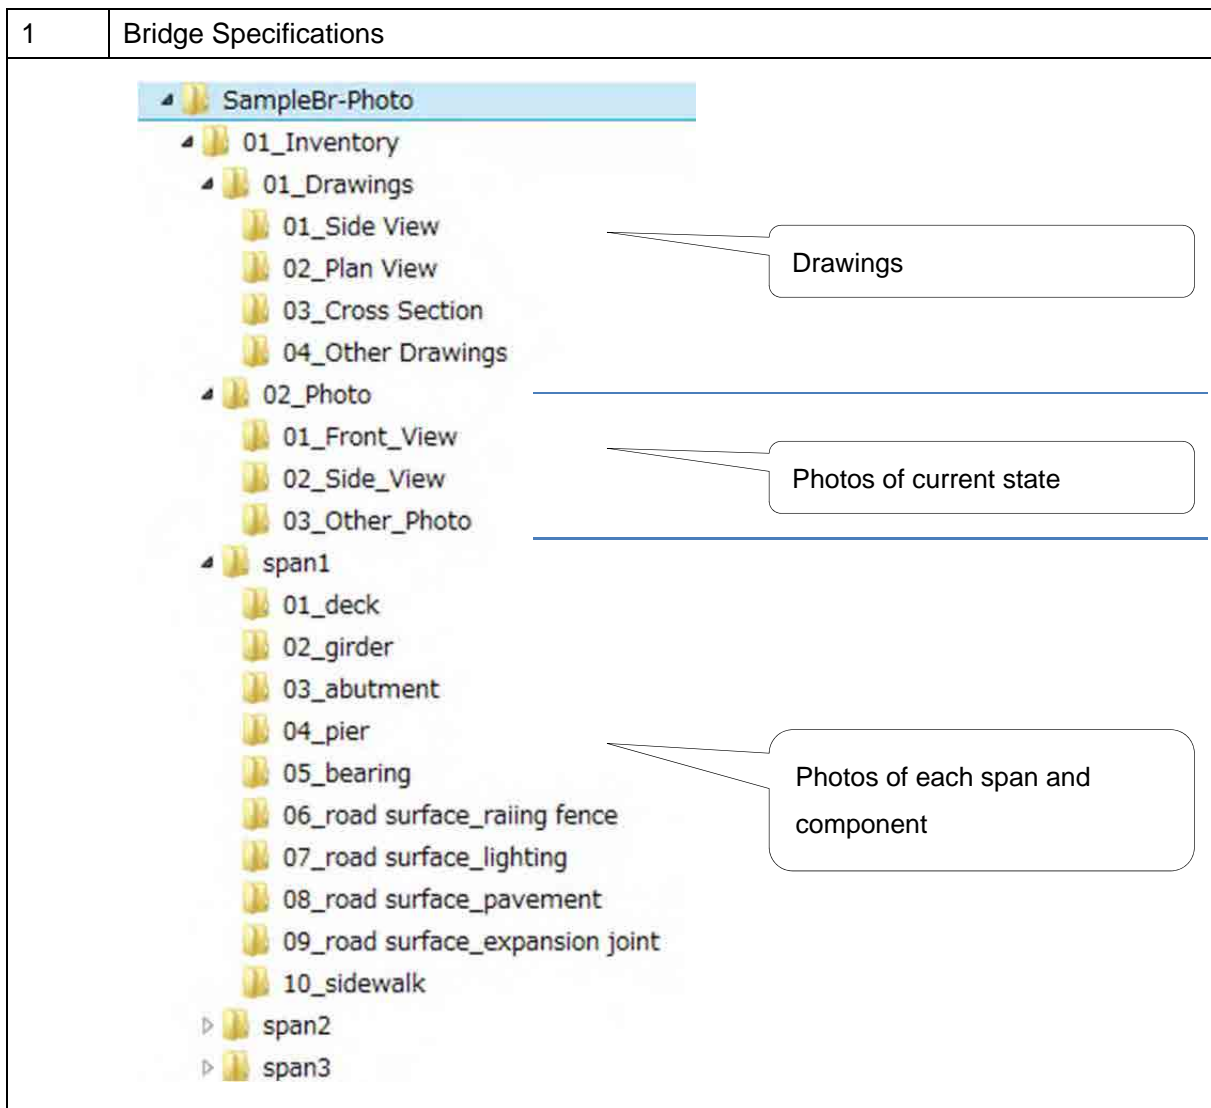 1 Bridge Specifications
SampleBr-Photo
01_Inventory
01_Drawings
01_Side View
02_Plan View
03_Cross Section
04_Other Drawings
Drawings
02_Photo
01_Front_View
02_Side_View
03_Other_Photo
Photos of current state
span1
01_deck
02_girder
03_abutment
04_pier
05_bearing
06_road surface_raiing fence
07_road surface_lighting
08_road surface_pavement
09_road surface_expansion joint
10_sidewalk
Photos of each span and
component
span2
span3